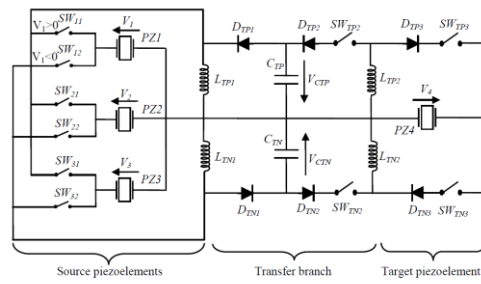 SW11 V1 DTP1 DTP2 SWTP2 DTP3 SWTP3
V1>0
PZ1
V1<0 SW12 CTP
LTP1 VCTP LTP2
SW21 V2 V4
PZ2
SW22 PZ4
CTN
SW31 V3 LTN1 VCTN LTN2
PZ3
SW32
DTN1 DTN2 SWTN2 DTN3 SWTN3
Source piezoelements Transfer branch Target piezoelement